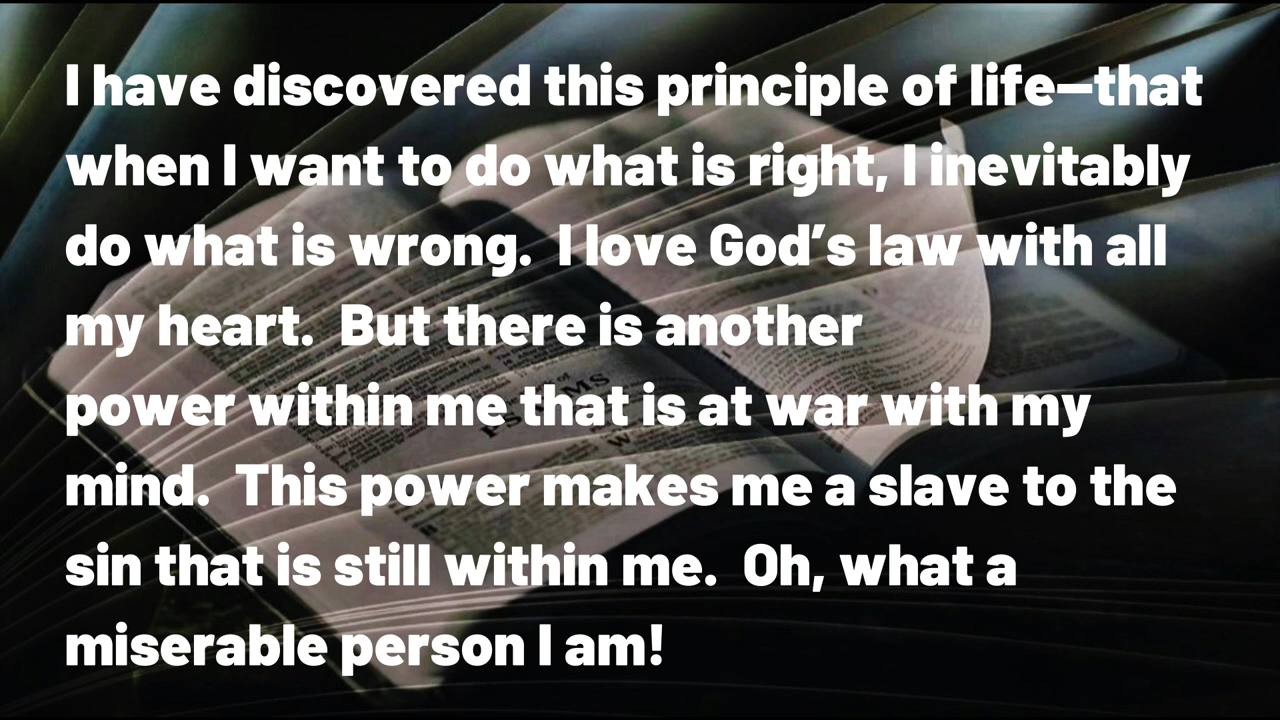 I have discovered this principle of life—that
when I want to do what is right, I inevitably
do what is wrong.  I love God’s law with all
my heart.  But there is another
power within me that is at war with my
mind.  This power makes me a slave to the
sin that is still within me.  Oh, what a
miserable person I am!